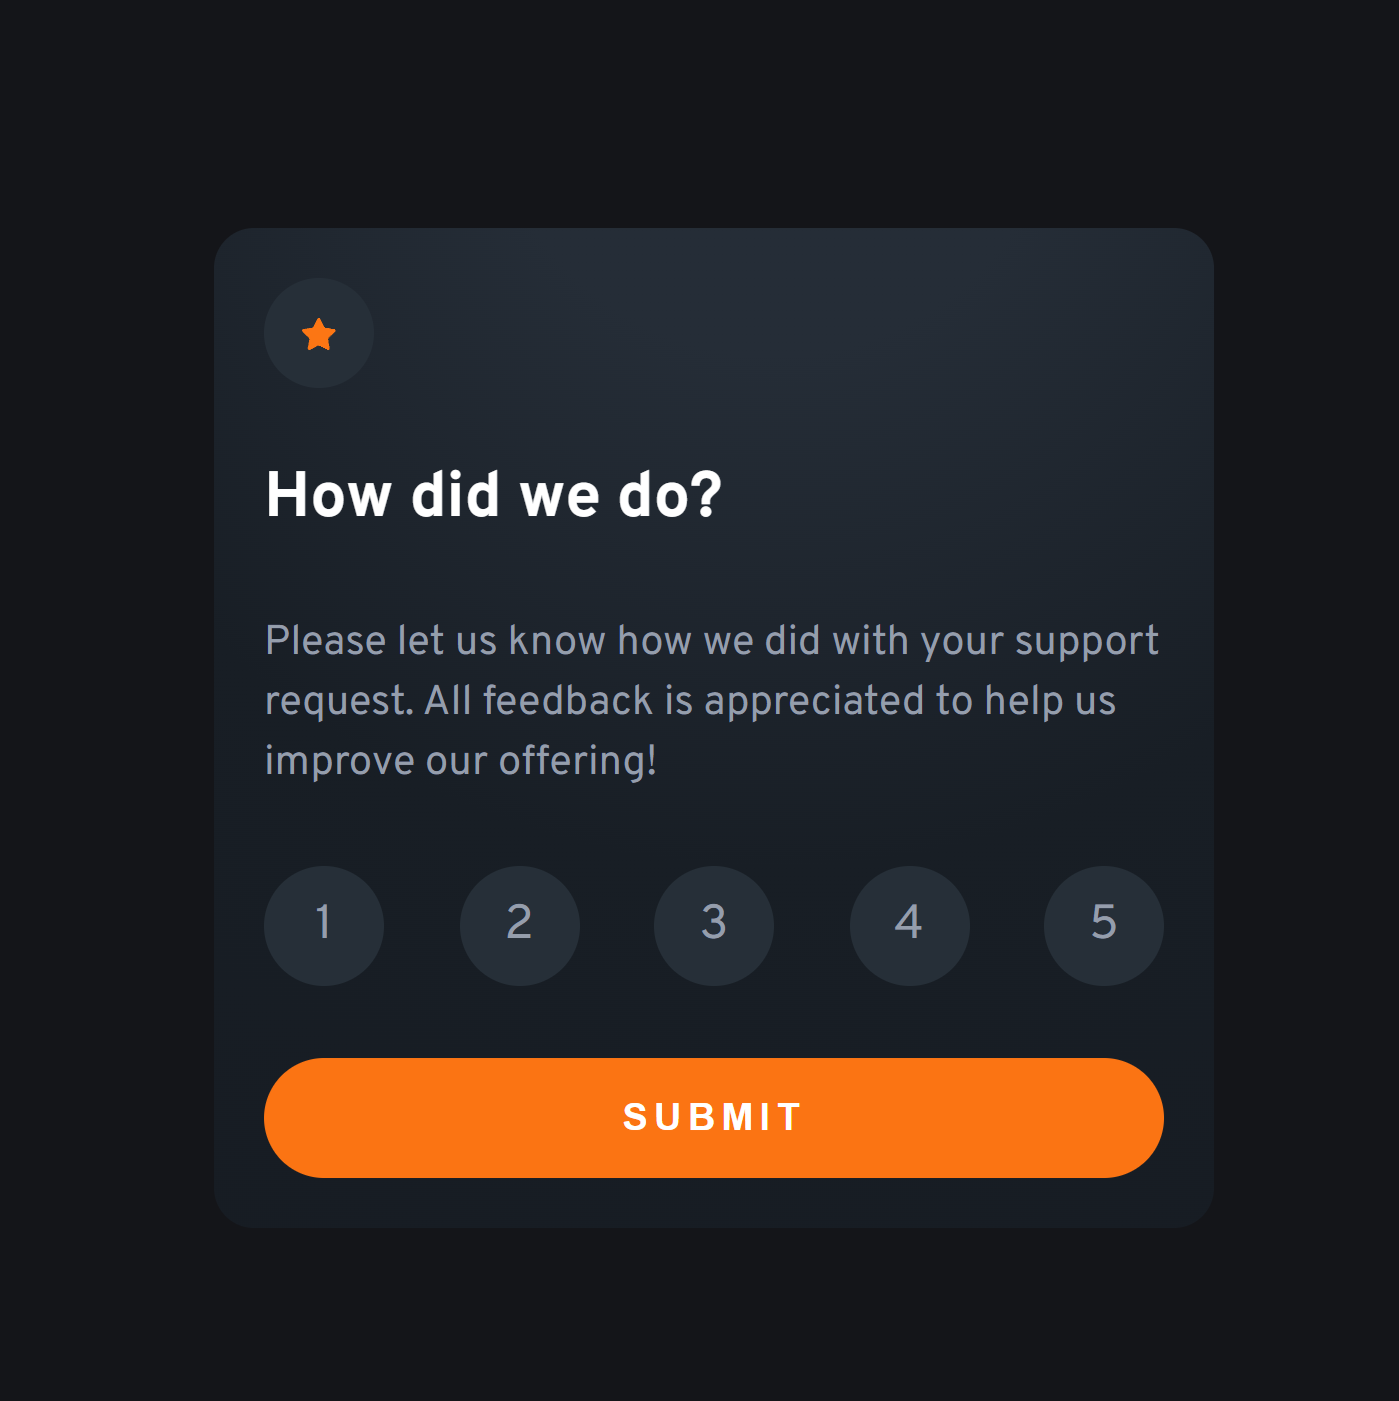 How did we do?
Please let us know how we did with your support
request. All feedback is appreciated to help us
improve our offering!
1 2 3 4 5
SUBMIT